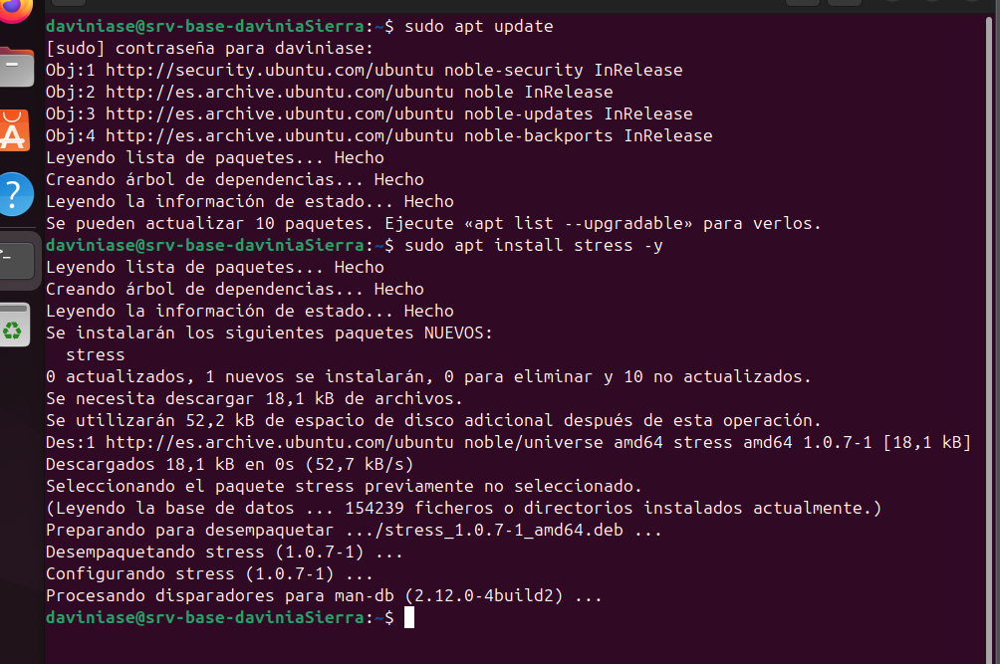 daviniase@srv-base-daviniaSierra:~$ sudo apt update
[sudo] contraseña para daviniase:
Obj:1 http://security.ubuntu.com/ubuntu noble-security InRelease
Obj:2 http://es.archive.ubuntu.com/ubuntu noble InRelease
Obj:3 http://es.archive.ubuntu.com/ubuntu noble-updates InRelease
Obj:4 http://es.archive.ubuntu.com/ubuntu noble-backports InRelease
Leyendo lista de paquetes... Hecho
Creando árbol de dependencias... Hecho
Leyendo la información de estado... Hecho
Se pueden actualizar 10 paquetes. Ejecute «apt list --upgradable» para verlos.
daviniase@srv-base-daviniaSierra:~$ sudo apt install stress -y
Leyendo lista de paquetes... Hecho
Creando árbol de dependencias... Hecho
Leyendo la información de estado... Hecho
Se instalarán los siguientes paquetes NUEVOS:
  stress
0 actualizados, 1 nuevos se instalarán, 0 para eliminar y 10 no actualizados.
Se necesita descargar 18,1 kB de archivos.
Se utilizarán 52,2 kB de espacio de disco adicional después de esta operación.
Des:1 http://es.archive.ubuntu.com/ubuntu noble/universe amd64 stress amd64 1.0.7-1 [18,1 kB]
Descargados 18,1 kB en 0s (52,7 kB/s)
Seleccionando el paquete stress previamente no seleccionado.
(Leyendo la base de datos ... 154239 ficheros o directorios instalados actualmente.)
Preparando para desempaquetar .../stress_1.0.7-1_amd64.deb ...
Desempaquetando stress (1.0.7-1) ...
Configurando stress (1.0.7-1) ...
Procesando disparadores para man-db (2.12.0-4build2) ...
daviniase@srv-base-daviniaSierra:~$